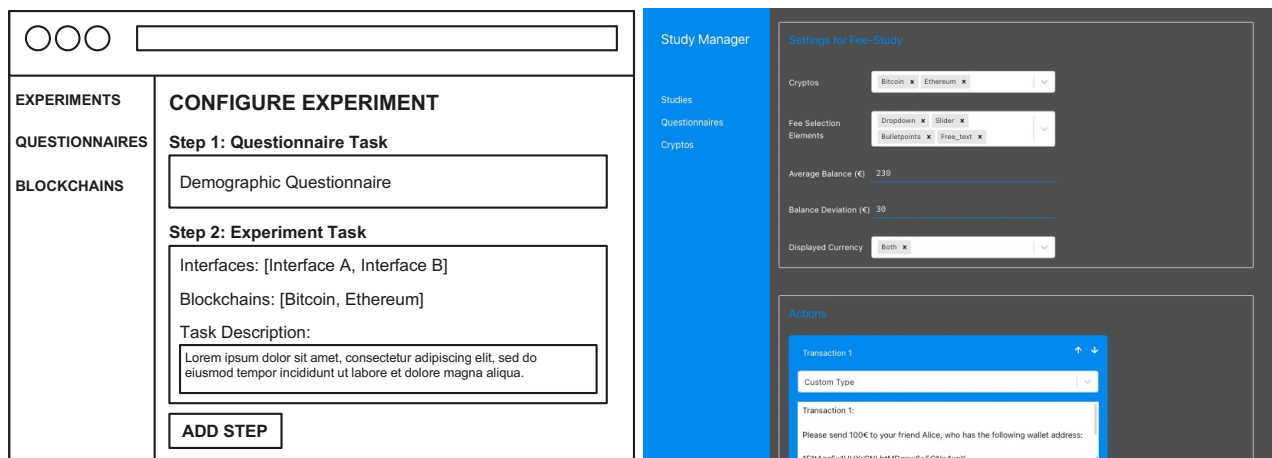 EXPERIMENTS
QUESTIONNAIRES
BLOCKCHAINS
CONFIGURE EXPERIMENT
Step 1: Questionnaire Task
Demographic Questionnaire
Step 2: Experiment Task
Interfaces: [Interface A, Interface B]
Blockchains: [Bitcoin, Ethereum]
Task Description:
Lorem ipsum dolor sit amet, consectetur adipiscing elit, sed do
eiusmod tempor incididunt ut labore et dolore magna aliqua.
ADD STEP
Study Manager
Studies
Questionnaires
Cryptos
Settings for Fee-Study
Cryptos
Bitcoin x Ethereum x
Fee Selection
Elements
Dropdown x Slider x
Bulletpoints x Free_text x
Average Balance (€) 230
Balance Deviation (€) 30
Displayed Currency Both x
Actions
Transaction 1
Custom Type
Transaction 1:
Please send 100€ to your friend Alice, who has the following wallet address: